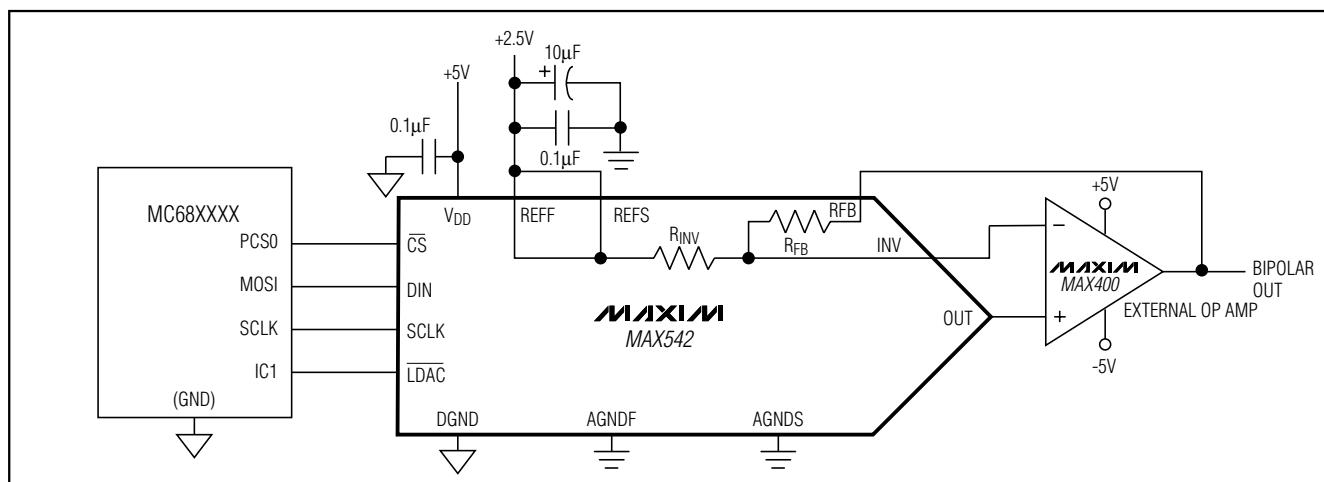 +2.5V
10µF
+
+5V
0.1µF
0.1µF
MC68XXXX
PCS0
MOSI
SCLK
IC1
(GND)
VDD
REFF
REFS
RFB
RINV
RFB
INV
CS
DIN
SCLK
LDAC
MAXIM
MAX542
OUT
DGND
AGNDF
AGNDS
+5V
−
MAXIM
MAX400
+
-5V
EXTERNAL OP AMP
BIPOLAR
OUT